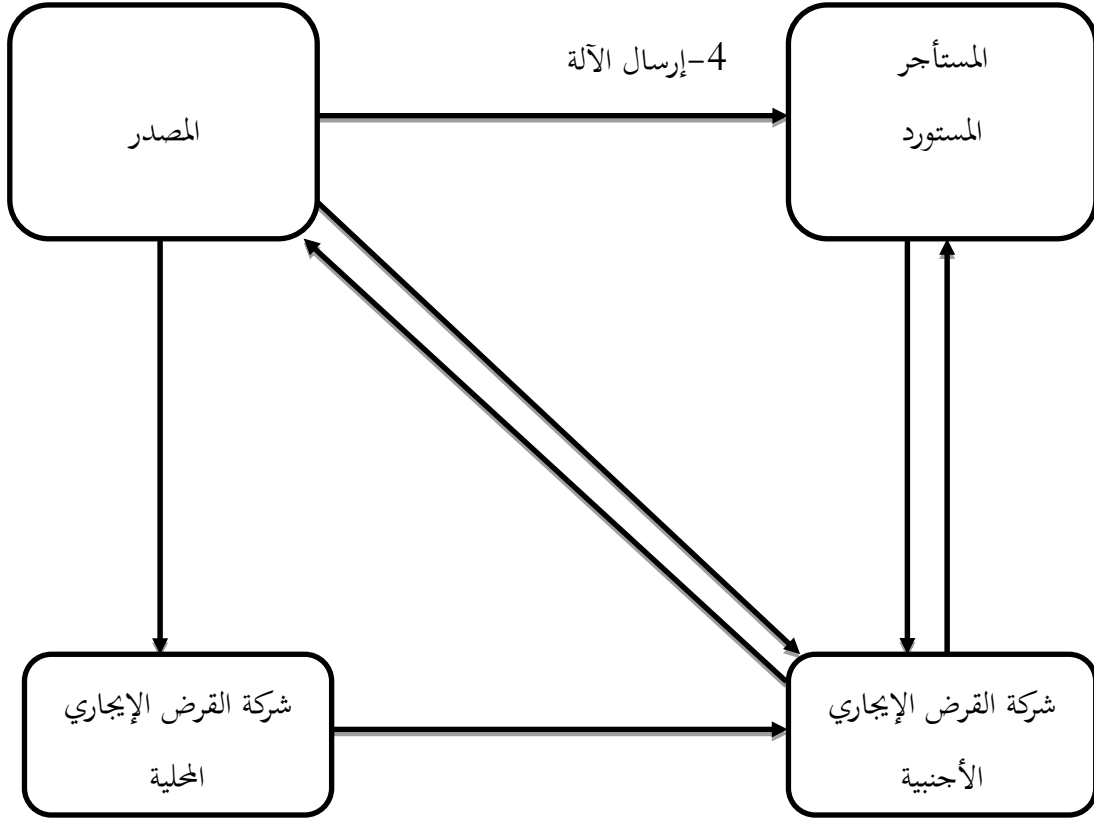 المستأجر
المستورد
4-إرسال الآلة
المصدر
شركة القرض الإيجاري
الأجنبية
شركة القرض الإيجاري
المحلية